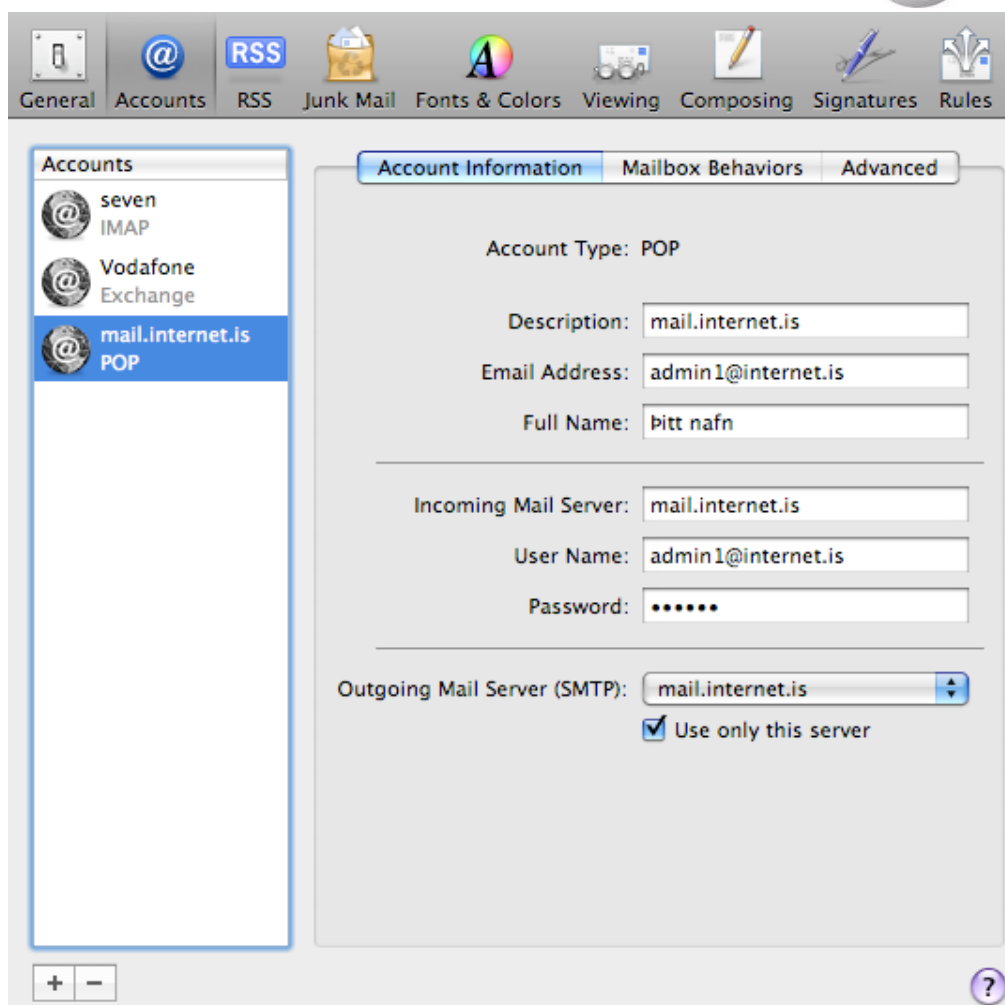 General Accounts RSS Junk Mail Fonts & Colors Viewing Composing Signatures Rules
RSS
Accounts
seven
IMAP
Vodafone
Exchange
mail.internet.is
POP
Account Information Mailbox Behaviors Advanced
Account Type: POP
Description: mail.internet.is
Email Address: admin1@internet.is
Full Name: Þitt nafn
Incoming Mail Server: mail.internet.is
User Name: admin1@internet.is
Password: ••••••
Outgoing Mail Server (SMTP): mail.internet.is
Use only this server
+ −
?